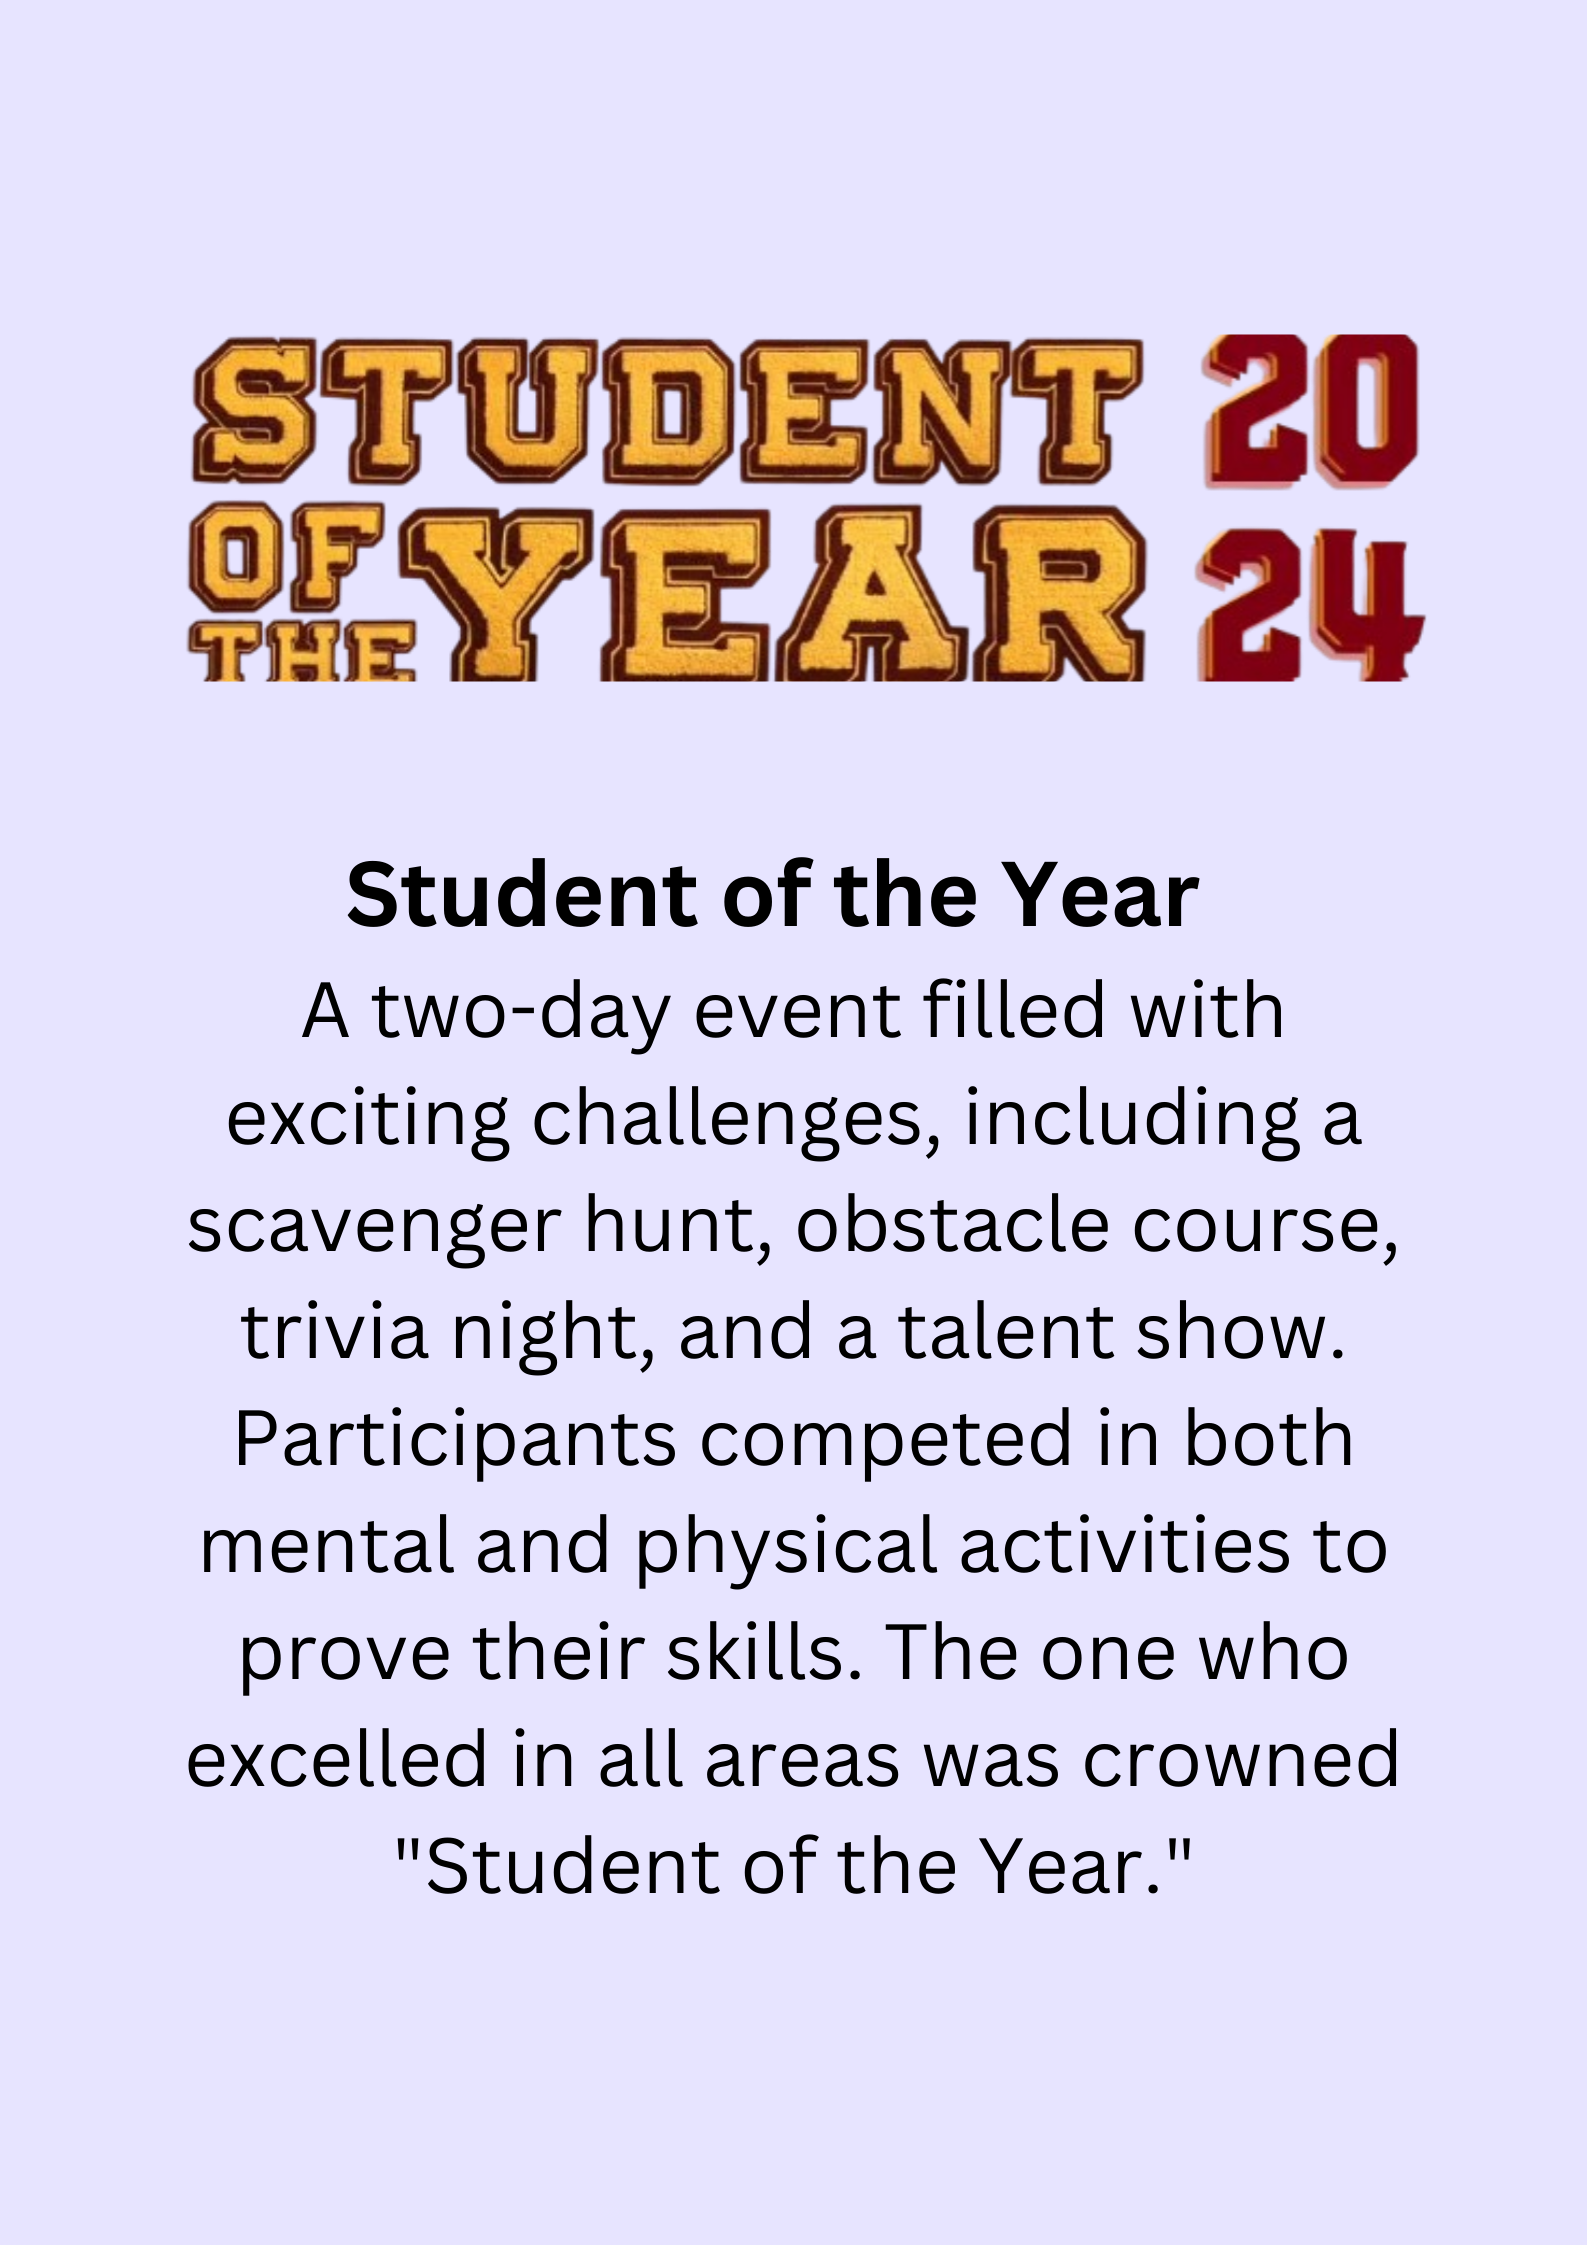 STUDENT 20
OF THE YEAR 24
Student of the Year
A two-day event filled with
exciting challenges, including a
scavenger hunt, obstacle course,
trivia night, and a talent show.
Participants competed in both
mental and physical activities to
prove their skills. The one who
excelled in all areas was crowned
"Student of the Year."